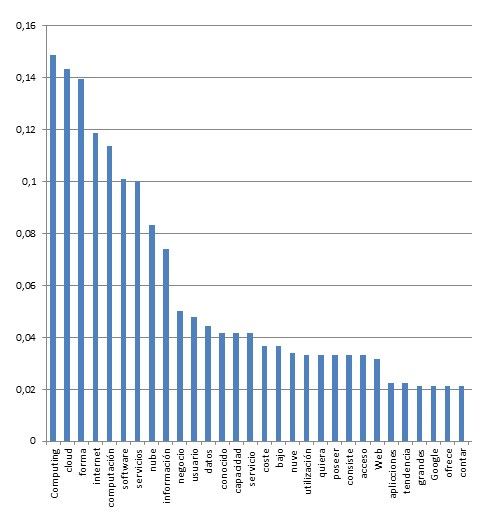 0,16
0,14
0,12
0,1
0,08
0,06
0,04
0,02
0
Computing
cloud
forma
internet
computación
software
servicios
nube
información
negocio
usuario
datos
conocido
capacidad
servicio
coste
bajo
nuve
utilización
quiera
poseer
consiste
acceso
Web
aplicciones
tendencia
grandes
Google
ofrece
contar